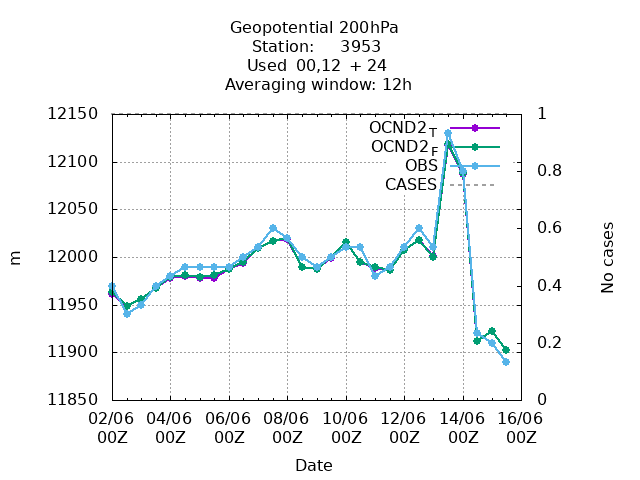 Geopotential 200hPa
Station: 3953
Used 00,12 + 24
Averaging window: 12h
12150
12100
12050
12000
11950
11900
11850
1
0.8
0.6
0.4
0.2
0
OCND2_T
OCND2_F
OBS
CASES
m
No cases
02/06 04/06 06/06 08/06 10/06 12/06 14/06 16/06
00Z 00Z 00Z 00Z 00Z 00Z 00Z 00Z
Date